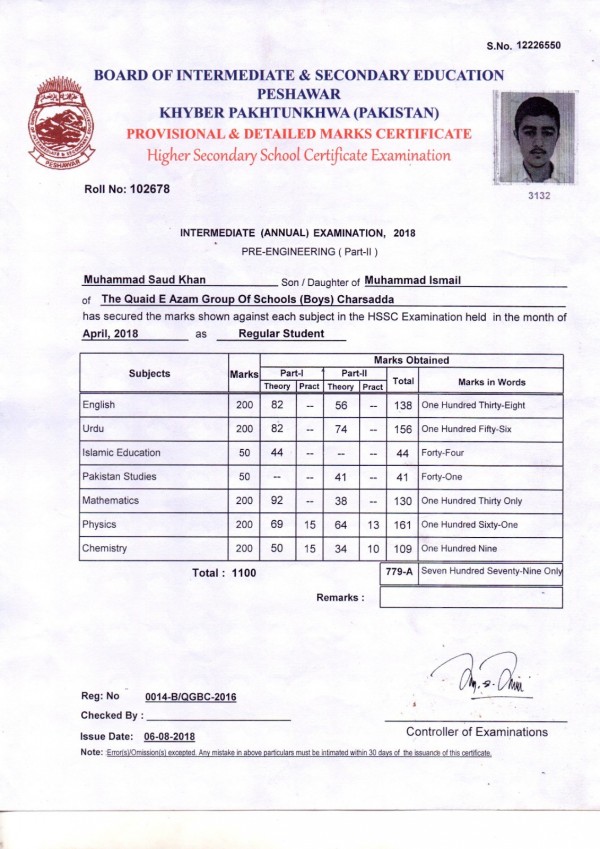 S.No. 12226550
BOARD OF INTERMEDIATE & SECONDARY EDUCATION
PESHAWAR
KHYBER PAKHTUNKHWA (PAKISTAN)
PROVISIONAL & DETAILED MARKS CERTIFICATE
Higher Secondary School Certificate Examination
PESHAWAR
3132
Roll No: 102678
INTERMEDIATE (ANNUAL) EXAMINATION, 2018
PRE-ENGINEERING ( Part-II )
Muhammad Saud Khan Son / Daughter of Muhammad Ismail
of The Quaid E Azam Group Of Schools (Boys) Charsadda
has secured the marks shown against each subject in the HSSC Examination held in the month of
April, 2018 as Regular Student
Subjects Marks Marks Obtained
Part-I Part-II Total Marks in Words
Theory Pract Theory Pract
English 200 82 -- 56 -- 138 One Hundred Thirty-Eight
Urdu 200 82 -- 74 -- 156 One Hundred Fifty-Six
Islamic Education 50 44 -- -- -- 44 Forty-Four
Pakistan Studies 50 -- -- 41 -- 41 Forty-One
Mathematics 200 92 -- 38 -- 130 One Hundred Thirty Only
Physics 200 69 15 64 13 161 One Hundred Sixty-One
Chemistry 200 50 15 34 10 109 One Hundred Nine
Total : 1100 779-A Seven Hundred Seventy-Nine Only
Remarks :
Reg: No 0014-B/QGBC-2016
Checked By :
Controller of Examinations
Issue Date: 06-08-2018
Note: :Error(s)/Omission(s) excepted. Any mistake in above particulars must be intimated within 30 days of the issuance of this certificate.